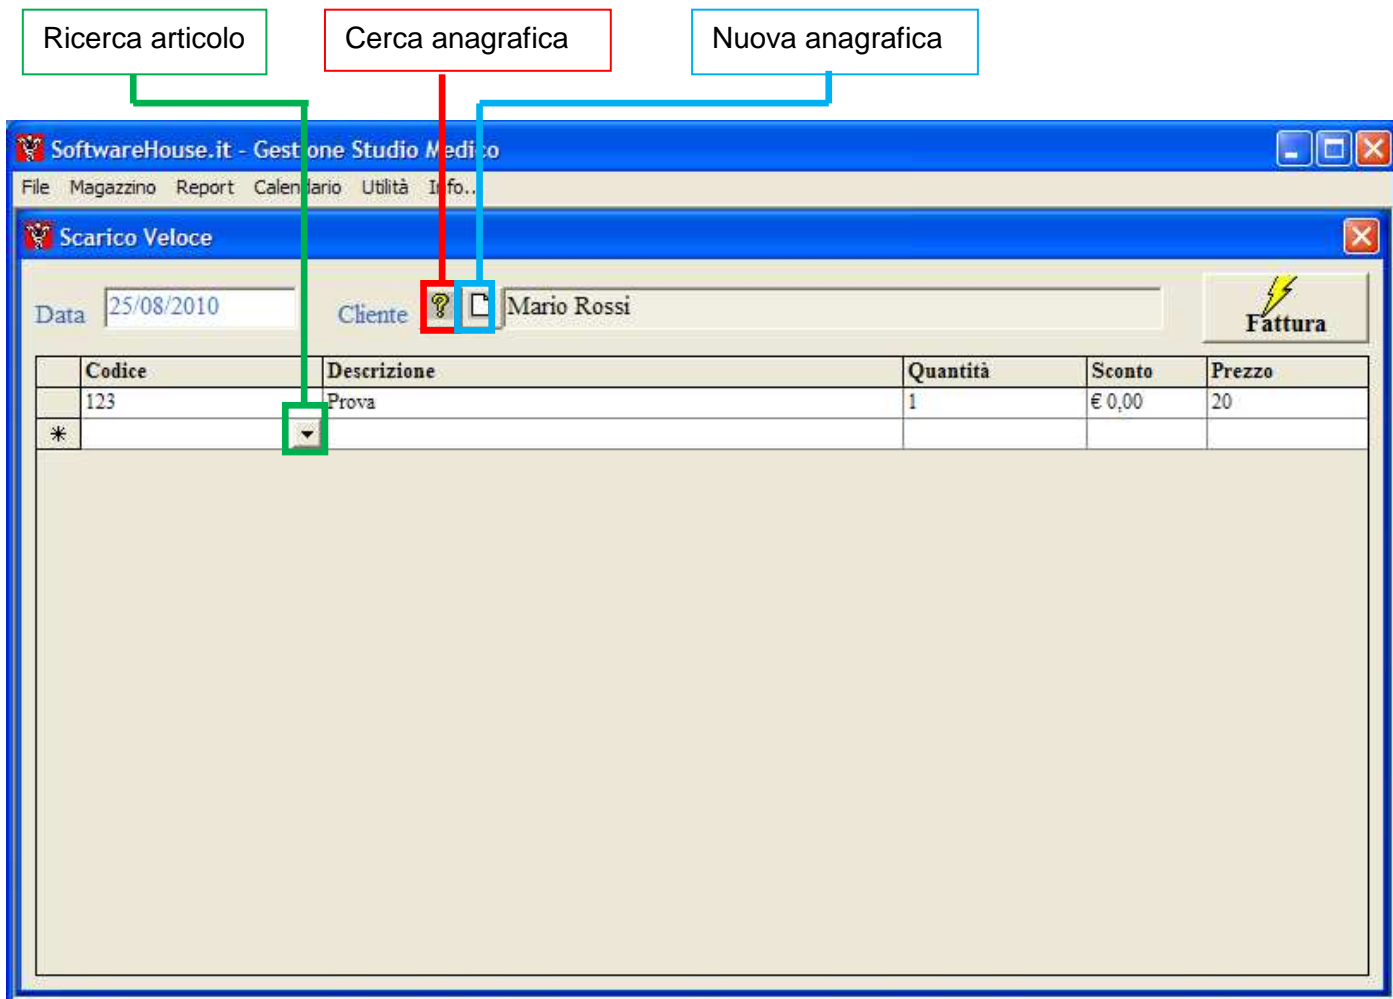 Ricerca articolo Cerca anagrafica Nuova anagrafica
SoftwareHouse.it - Gestione Studio Medico
File Magazzino Report Calendario Utilità Info..
Scarico Veloce
Data 25/08/2010 Cliente ? Mario Rossi Fattura
Codice Descrizione Quantità Sconto Prezzo
123 Prova 1 € 0,00 20
*